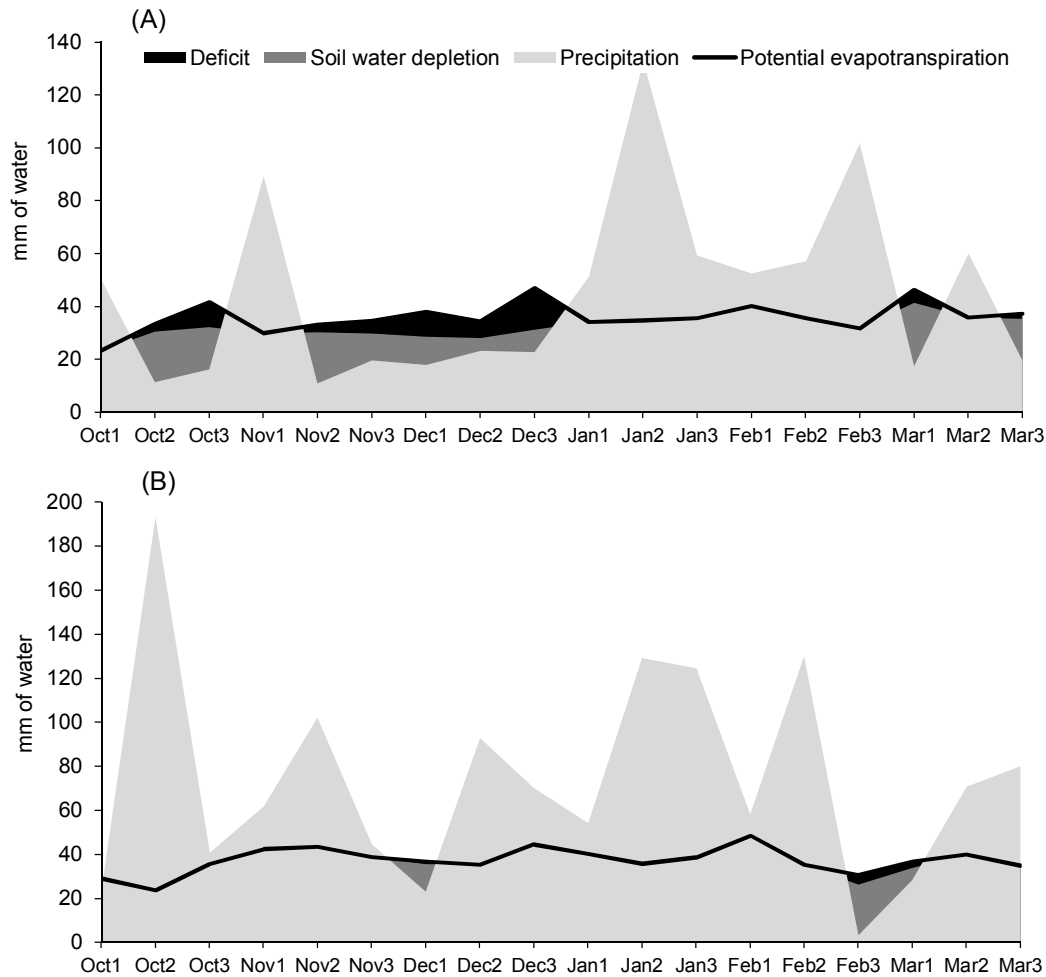 (A)
140
Deficit Soil water depletion Precipitation Potential evapotranspiration
120
100
80
60
40
20
0
mm of water
Oct1 Oct2 Oct3 Nov1 Nov2 Nov3 Dec1 Dec2 Dec3 Jan1 Jan2 Jan3 Feb1 Feb2 Feb3 Mar1 Mar2 Mar3
(B)
200
180
160
140
120
100
80
60
40
20
0
mm of water
Oct1 Oct2 Oct3 Nov1 Nov2 Nov3 Dec1 Dec2 Dec3 Jan1 Jan2 Jan3 Feb1 Feb2 Feb3 Mar1 Mar2 Mar3